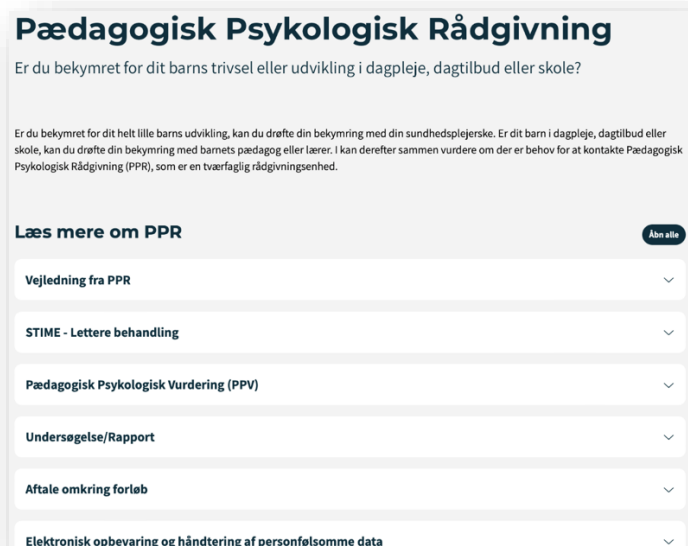 Pædagogisk Psykologisk Rådgivning
Er du bekymret for dit barns trivsel eller udvikling i dagpleje, dagtilbud eller skole?
Er du bekymret for dit helt lille barns udvikling, kan du drøfte din bekymring med din sundhedsplejerske. Er dit barn i dagpleje, dagtilbud eller
skole, kan du drøfte din bekymring med barnets pædagog eller lærer. I kan derefter sammen vurdere om der er behov for at kontakte Pædagogisk
Psykologisk Rådgivning (PPR), som er en tværfaglig rådgivningsenhed.
Læs mere om PPR
Åbn alle
Vejledning fra PPR
STIME - Lettere behandling
Pædagogisk Psykologisk Vurdering (PPV)
Undersøgelse/Rapport
Aftale omkring forløb
Elektronisk opbevaring og håndtering af personfølsomme data